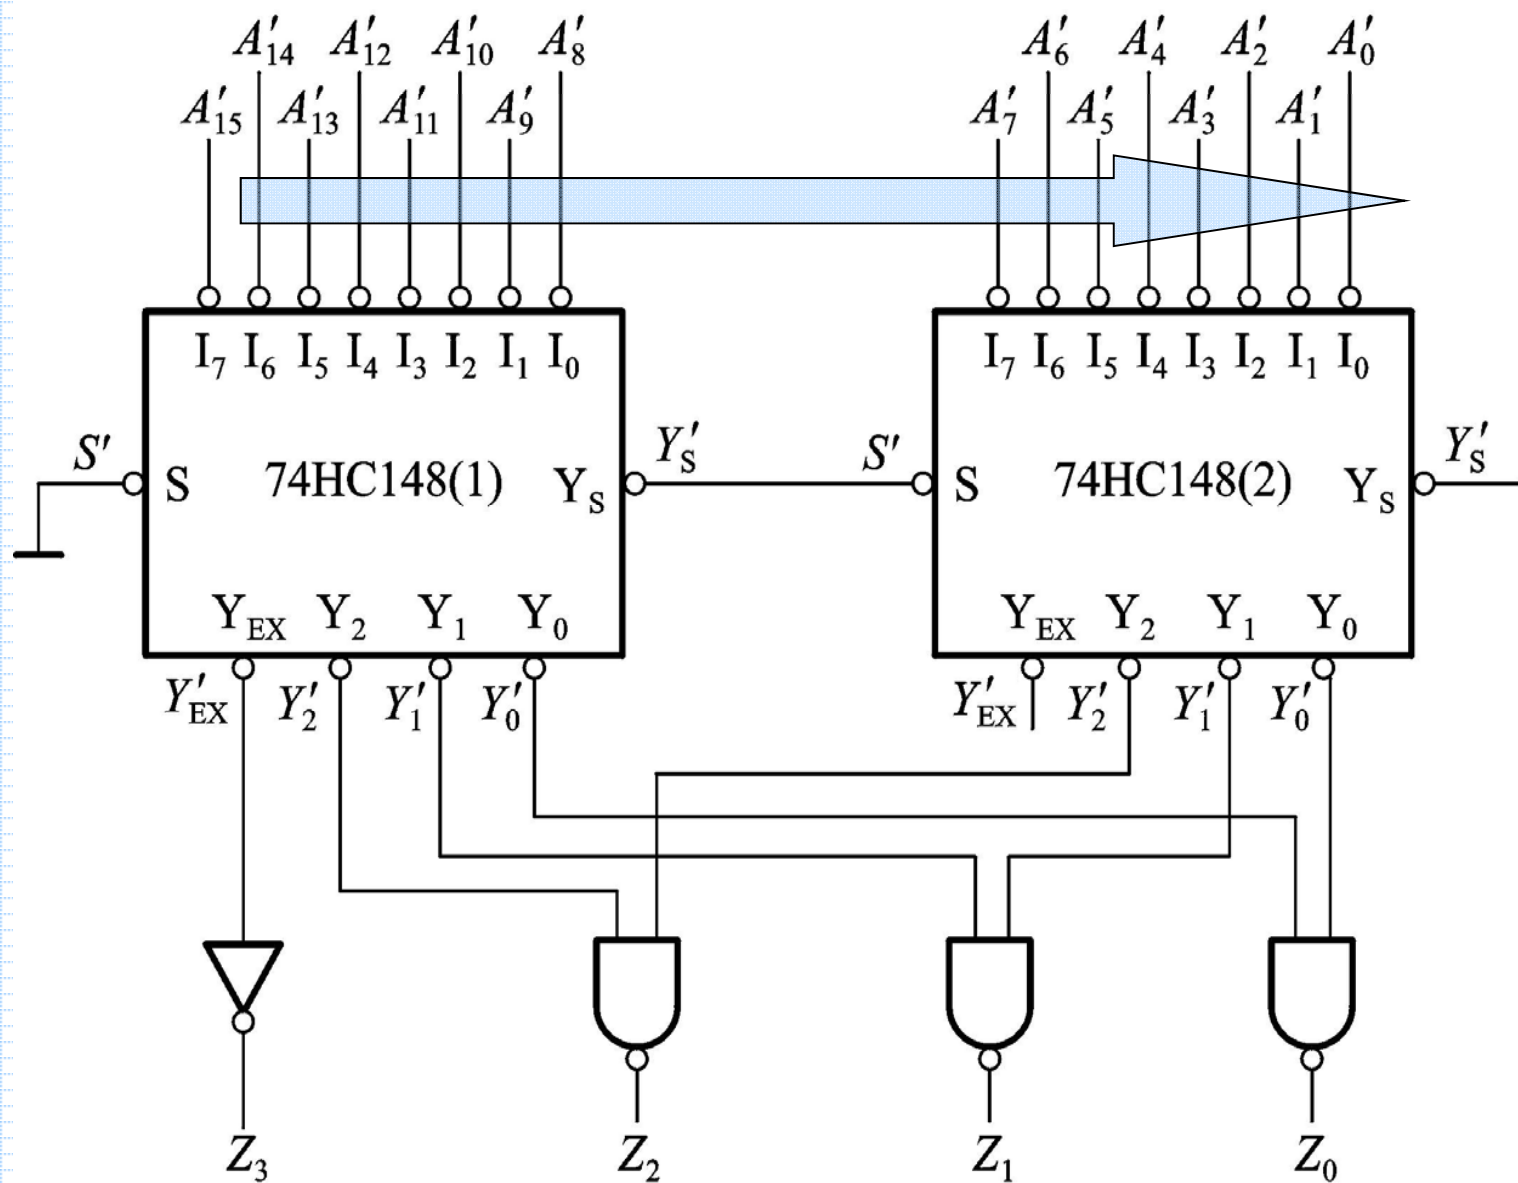 A′14 A′12 A′10 A′8 A′6 A′4 A′2 A′0
A′15 A′13 A′11 A′9 A′7 A′5 A′3 A′1
I7 I6 I5 I4 I3 I2 I1 I0 I7 I6 I5 I4 I3 I2 I1 I0
S′ Y′S S′ Y′S
S 74HC148(1) YS S 74HC148(2) YS
YEX Y2 Y1 Y0 YEX Y2 Y1 Y0
Y′EX Y′2 Y′1 Y′0 Y′EX Y′2 Y′1 Y′0
Z3 Z2 Z1 Z0